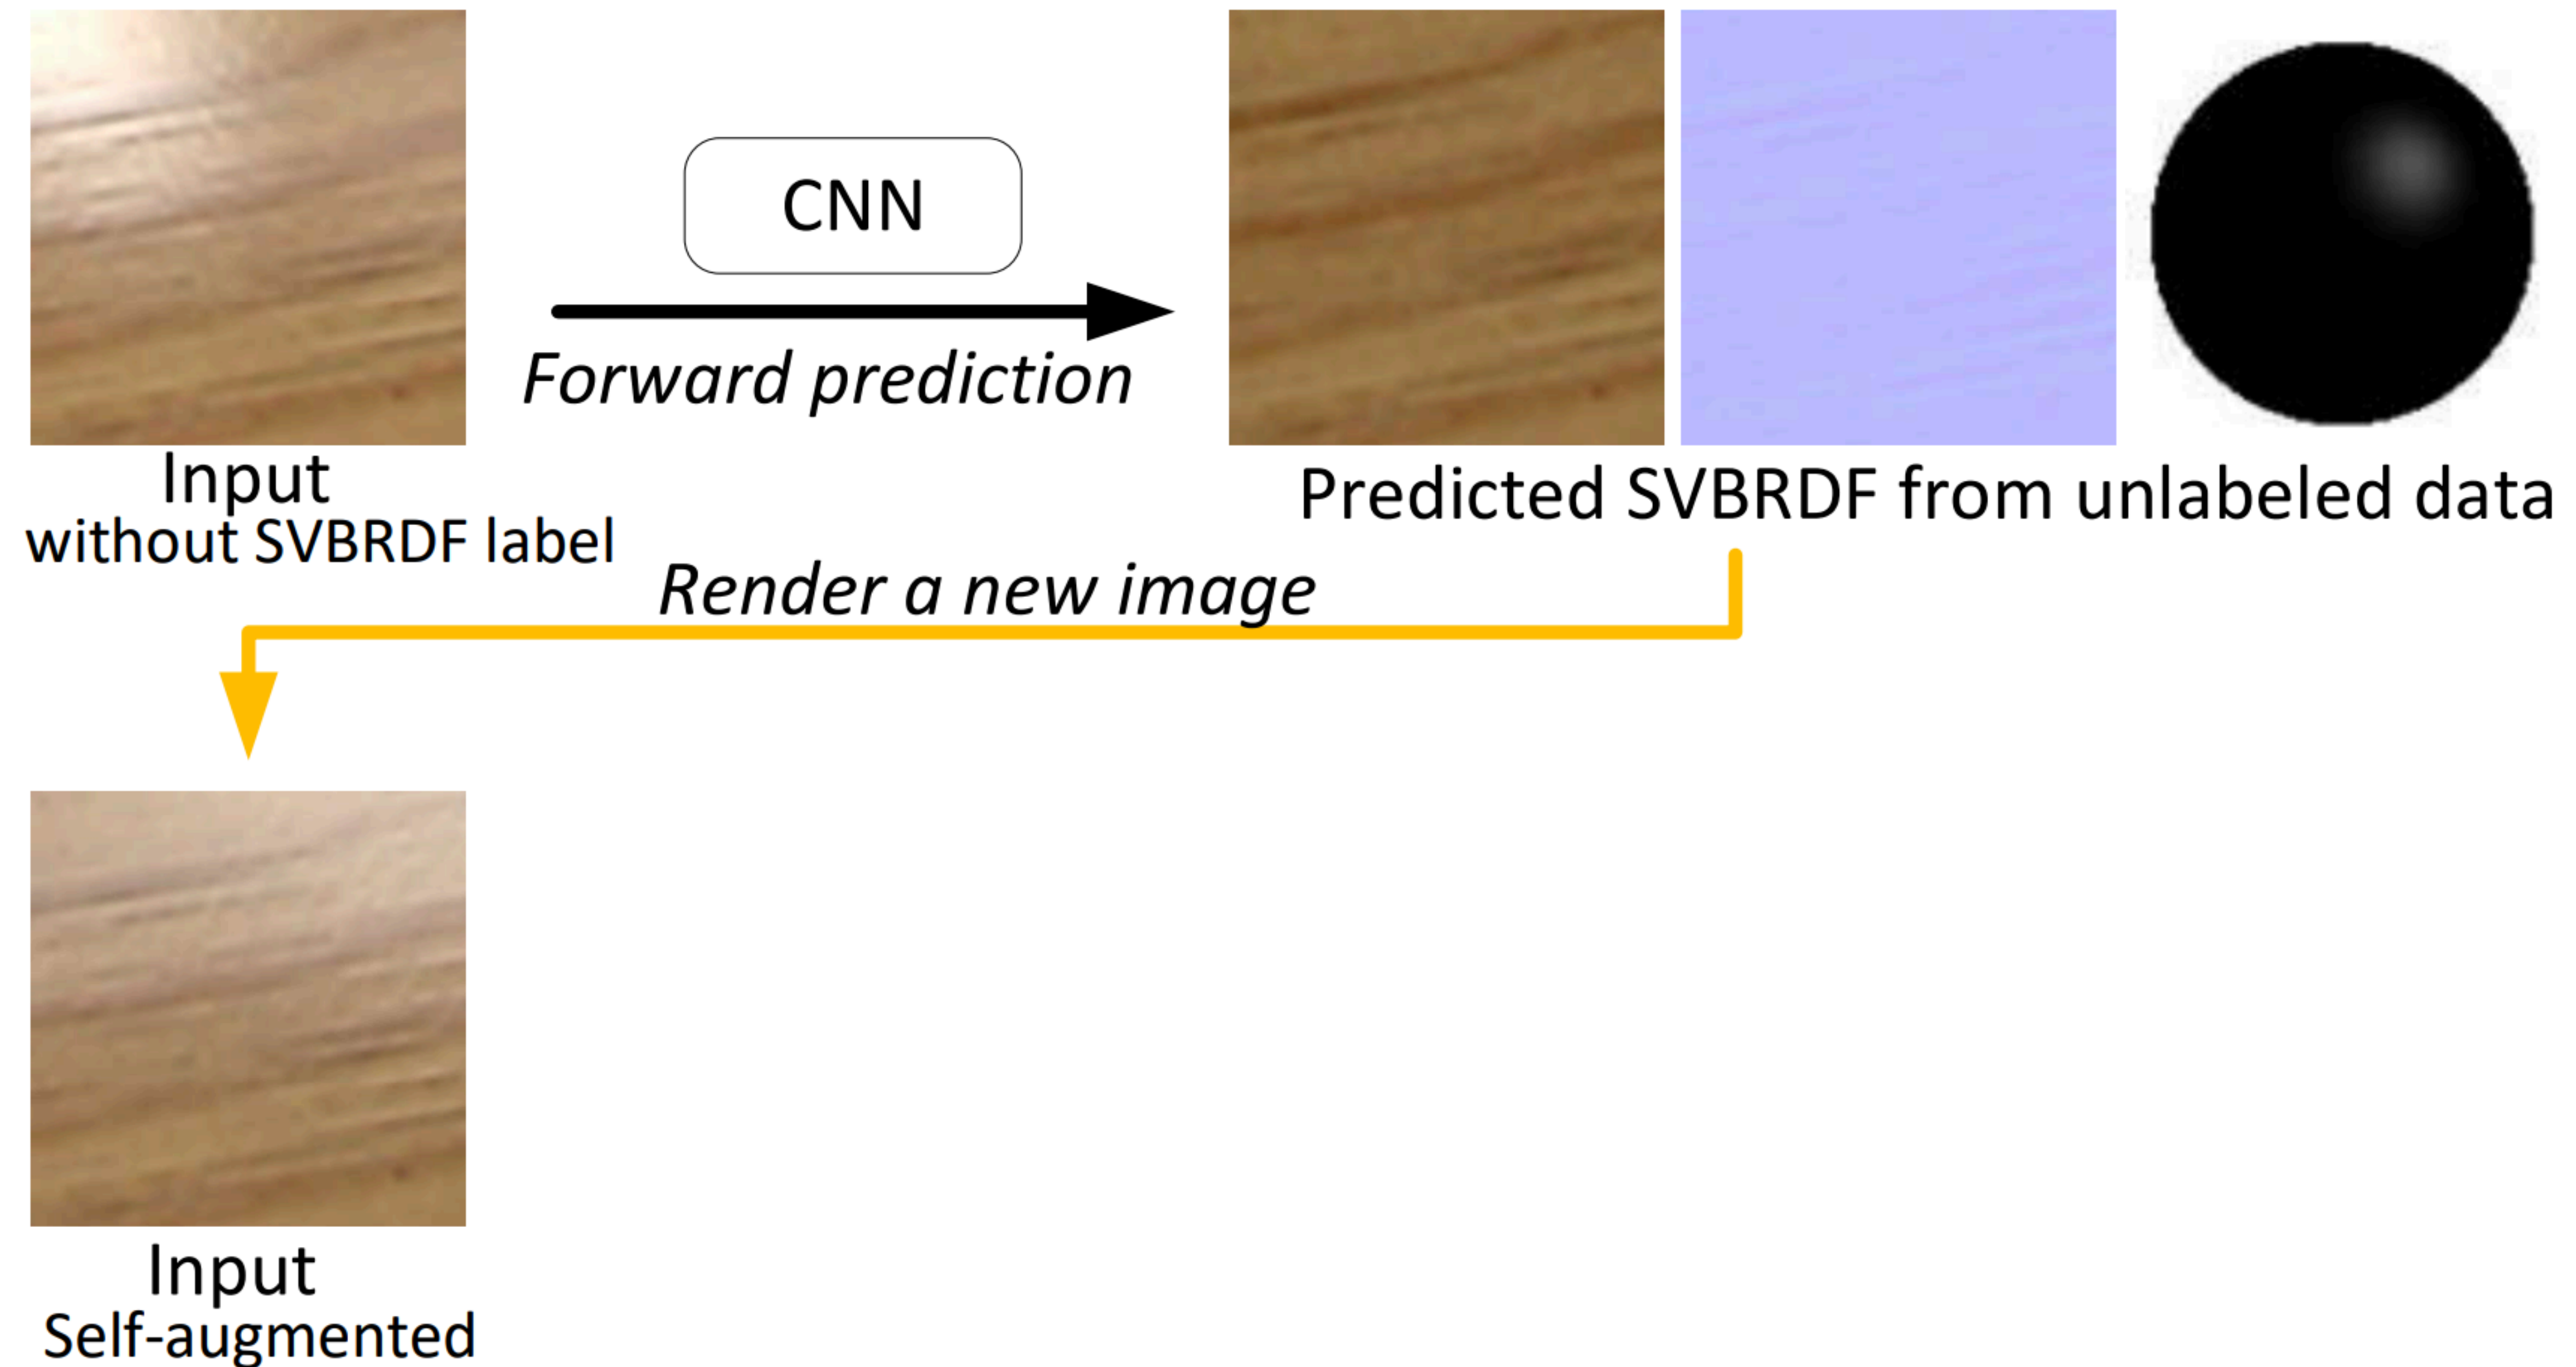 CNN
Forward prediction
Input
without SVBRDF label
Predicted SVBRDF from unlabeled data
Render a new image
Input
Self-augmented